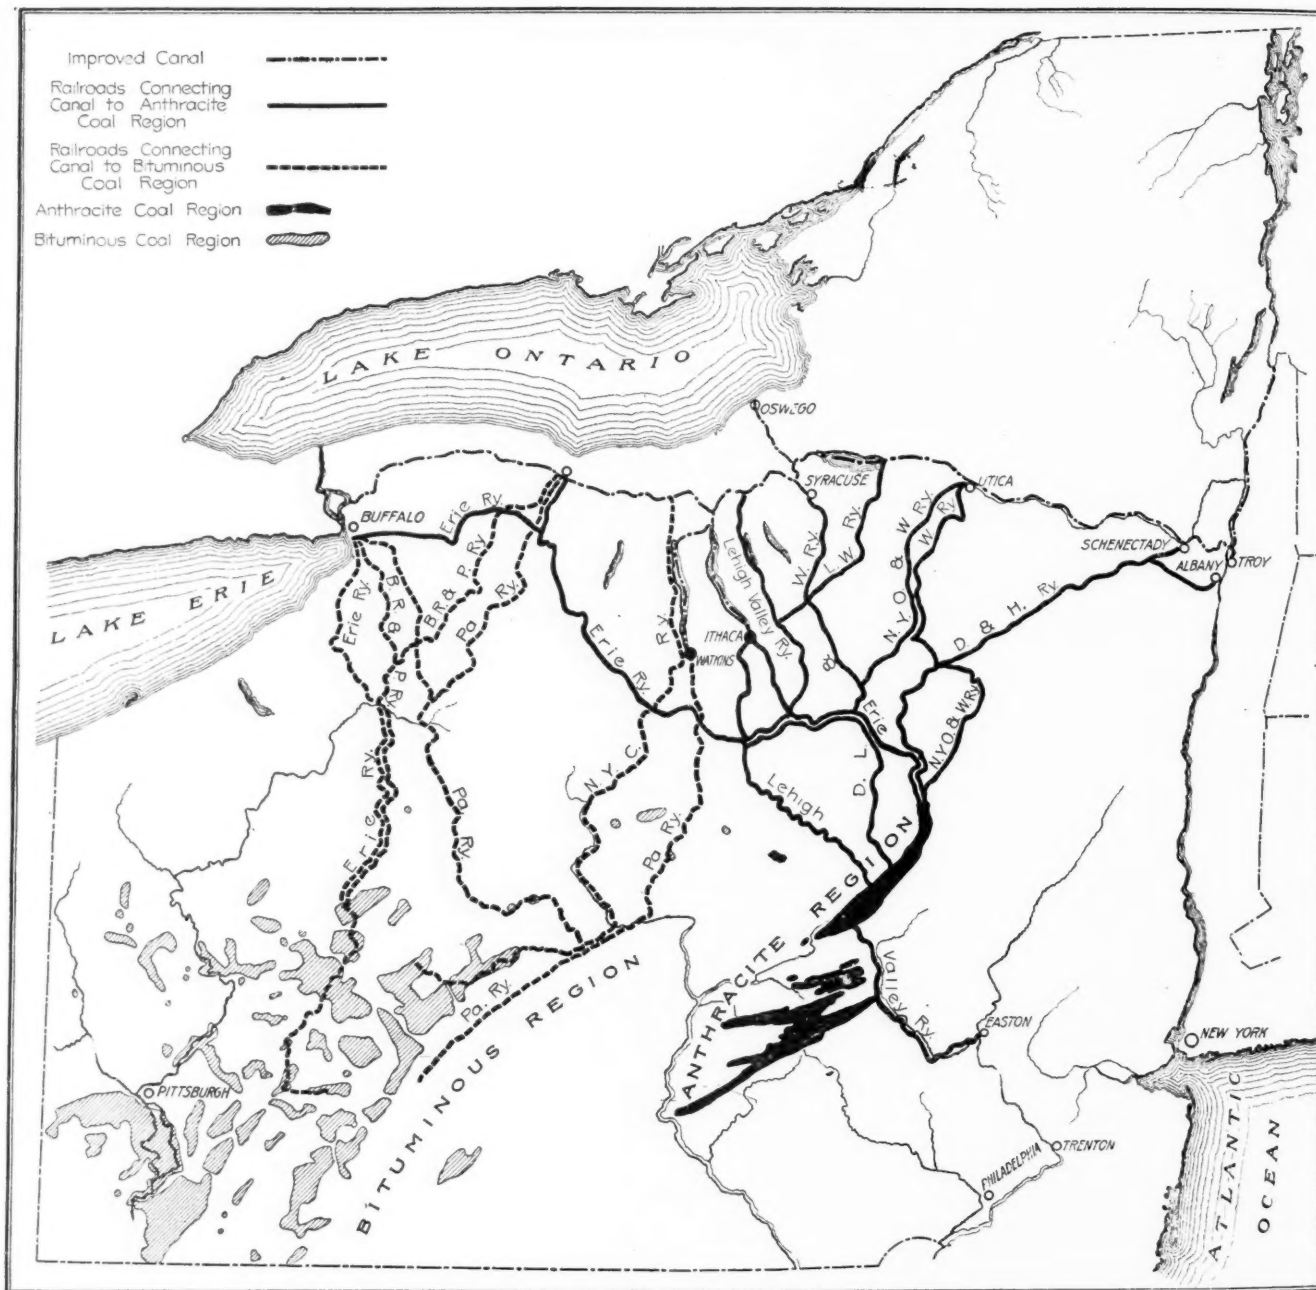 Improved Canal
Railroads Connecting
Canal to Anthracite
Coal Region
Railroads Connecting
Canal to Bituminous
Coal Region
Anthracite Coal Region
Bituminous Coal Region
LAKE ONTARIO
OSWEGO
SYRACUSE
UTICA
BUFFALO
Erie Ry.
LAKE ERIE
SCHENECTADY
ALBANY
TROY
Erie Ry.
B. R. & P. Ry.
B.R. & P. Ry.
Pa. Ry.
Erie Ry.
Ry.
Lehigh Valley Ry.
W. Ry.
L. W. Ry.
N. Y. O. & W. Ry.
W. Ry.
D. & H. Ry.
ITHACA
WATKINS
&
Erie
N.Y.O. & W. Ry.
N. Y. C.
Erie Ry.
Pa. Ry.
Pa. Ry.
Lehigh
D. L.
ANTHRACITE REGION
Valley Ry.
Pa. Ry.
BITUMINOUS REGION
EASTON
NEW YORK
PITTSBURGH
TRENTON
PHILADELPHIA
ATLANTIC
OCEAN